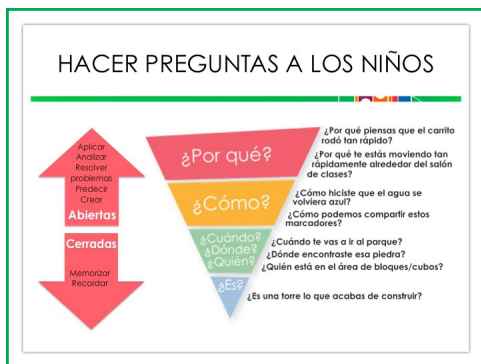 HACER PREGUNTAS A LOS NIÑOS
Aplicar
Analizar
Resolver
problemas
Predecir
Crear
Abiertas
Cerradas
Memorizar
Recordar
¿Por qué?
¿Cómo?
¿Cuándo?
¿Dónde?
¿Quién?
¿Es?
¿Por qué piensas que el carrito
rodó tan rápido?
¿Por qué te estás moviendo tan
rápidamente alrededor del salón
de clases?
¿Cómo hiciste que el agua se
volviera azul?
¿Cómo podemos compartir estos
marcadores?
¿Cuándo te vas a ir al parque?
¿Dónde encontraste esa piedra?
¿Quién está en el área de bloques/cubos?
¿Es una torre lo que acabas de construir?